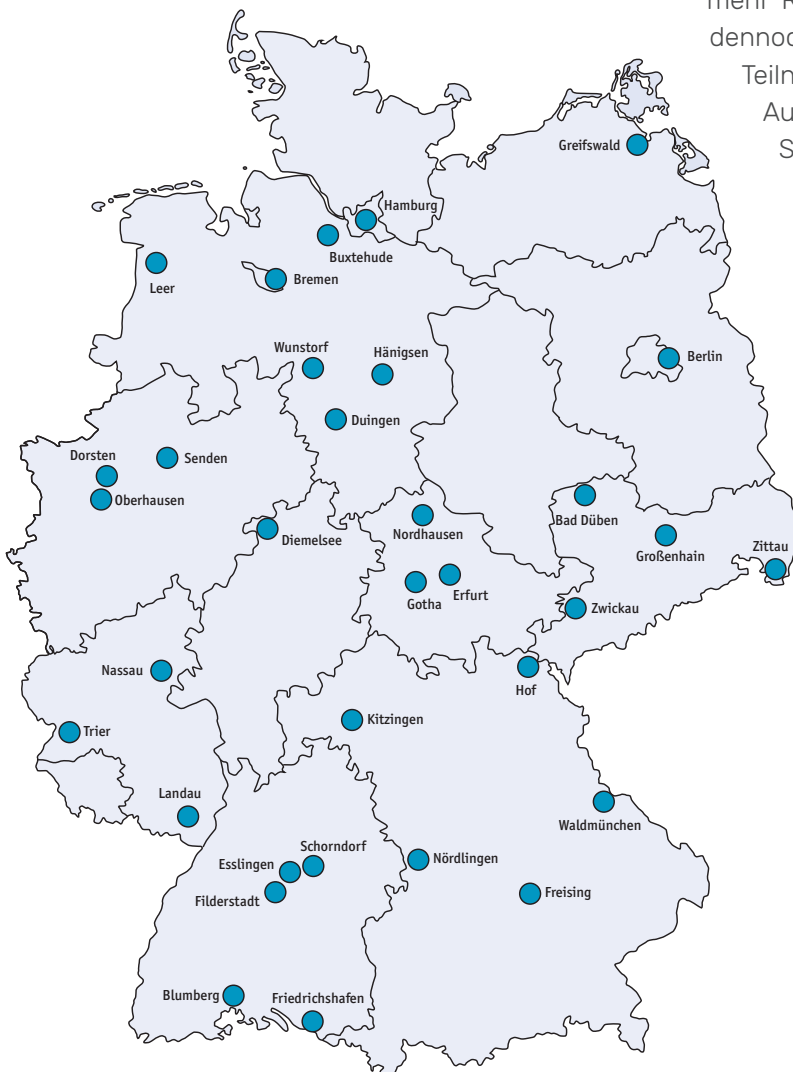 mehr
dennoc
Teiln
Au
S
Greifswald
Hamburg
Buxtehude
Bremen
Leer
Wunstorf
Hänigsen
Berlin
Duingen
Senden
Dorsten
Oberhausen
Bad Düben
Nordhausen
Diemelsee
Großenhain
Zittau
Erfurt
Gotha
Zwickau
Nassau
Hof
Kitzingen
Trier
Landau
Waldmünchen
Schorndorf
Esslingen
Nördlingen
Filderstadt
Freising
Blumberg
Friedrichshafen